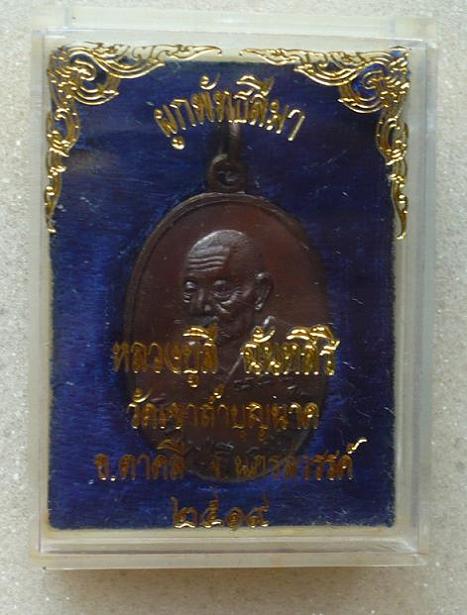 ผูกพัทธสีมา
หลวงปู่สี ฉันทสิริ
วัดเขาถ้ำบุญนาค
อ.ตาคลี จ.นครสวรรค์
๒๕๑๙